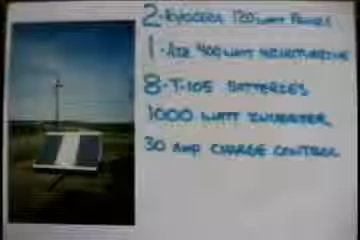 2-KYOCERA 120 WATT PANELS
1-AIR 400 WATT WINDTURBINE
8-T-105 BATTERIES
1000 WATT INVERTER
30 AMP CHARGE CONTROL